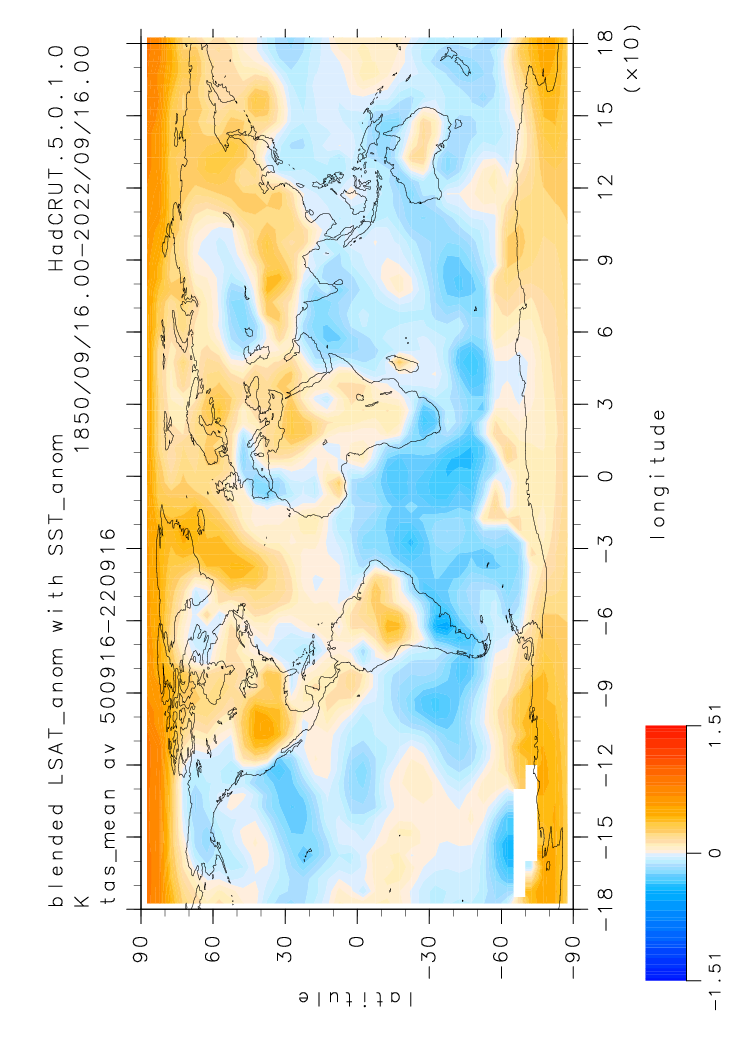 blended LSAT_anom with SST_anom HadCRUT.5.0.1.0
K 1850/09/16.00−2022/09/16.00
tas_mean av 500916−220916
90 60 30 0 −30 −60 −90
latitude
−18 −15 −12 −9 −6 −3 0 3 6 9 12 15 18
(×10)
longitude
−1.51 0 1.51